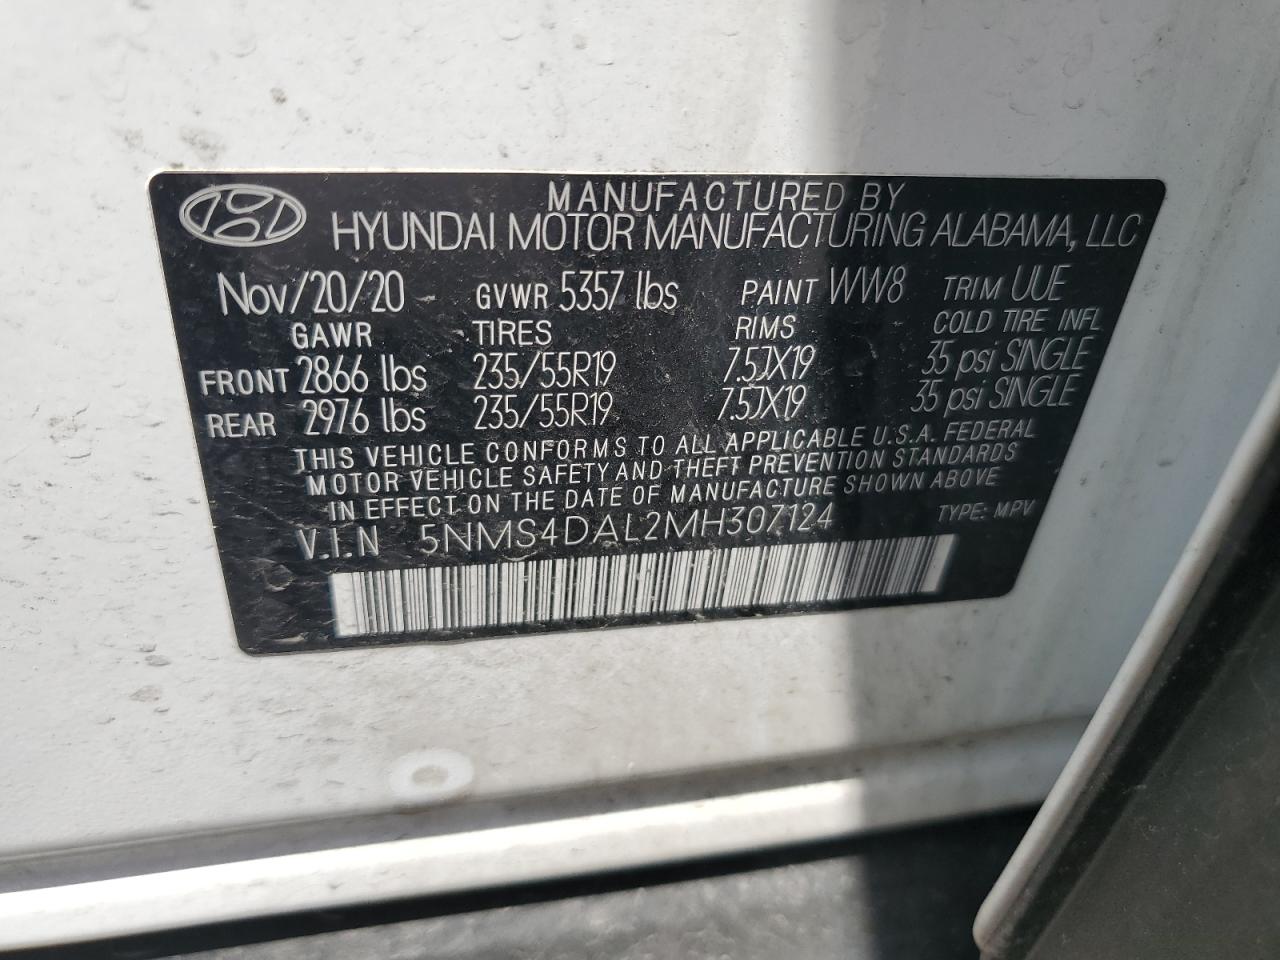 MANUFACTURED BY
HYUNDAI MOTOR MANUFACTURING ALABAMA, LLC
Nov/20/20 GVWR 5357 lbs PAINT WW8 TRIM UUE
GAWR TIRES RIMS COLD TIRE INFL
FRONT 2866 lbs 235/55R19 7.5JX19 35 psi SINGLE
REAR 2976 lbs 235/55R19 7.5JX19 35 psi SINGLE
THIS VEHICLE CONFORMS TO ALL APPLICABLE U.S.A. FEDERAL
MOTOR VEHICLE SAFETY AND THEFT PREVENTION STANDARDS
IN EFFECT ON THE DATE OF MANUFACTURE SHOWN ABOVE
V.I.N 5NMS4DAL2MH307124 TYPE: MPV